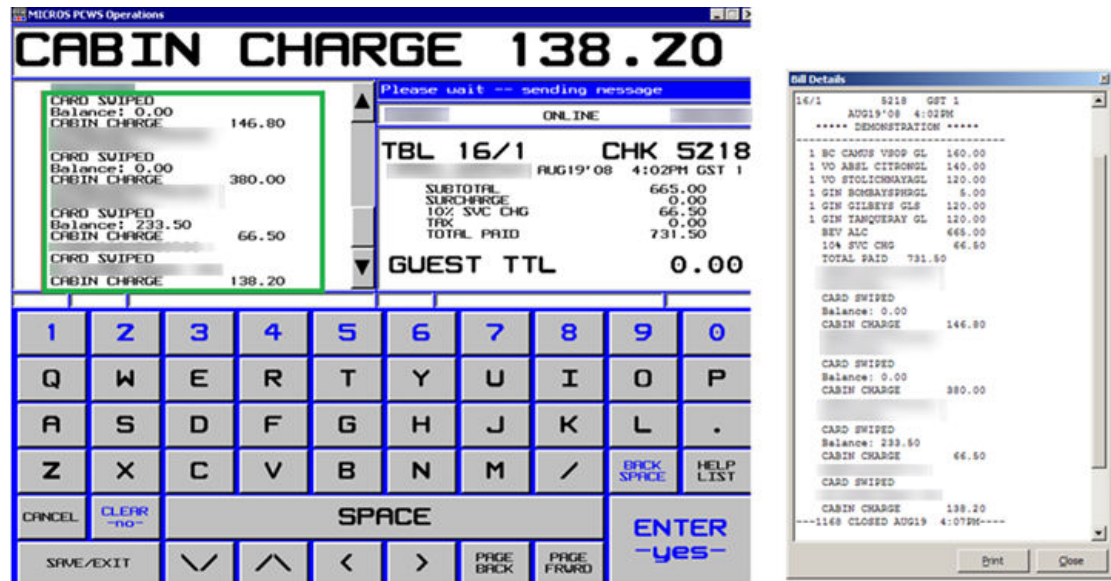 MICROS PCWS Operations
CABIN CHARGE 138.20
CARD SWIPED
Balance: 0.00
CABIN CHARGE 146.80
CARD SWIPED
Balance: 0.00
CABIN CHARGE 380.00
CARD SWIPED
Balance: 233.50
CABIN CHARGE 66.50
CARD SWIPED
CABIN CHARGE 138.20
Please wait -- sending message
ONLINE
TBL 16/1 CHK 5218
AUG19'08 4:02PM GST 1
SUBTOTAL 665.00
SURCHARGE 0.00
10% SVC CHG 66.50
TAX 0.00
TOTAL PAID 731.50
GUEST TTL 0.00
1 2 3 4 5 6 7 8 9 0
Q W E R T Y U I O P
A S D F G H J K L .
Z X C V B N M / BACK SPACE HELP LIST
CANCEL CLEAR -no- SPACE ENTER -yes-
SAVE/EXIT \/ /\ < > PAGE BACK PAGE FRWRD
Bill Details
16/1 5218 GST 1
AUG19'08 4:02PM
***** DEMONSTRATION *****
1 BC CAMUS VSOP GL 160.00
1 VO ABSL CITRONGL 140.00
1 VO STOLICHNAYAGL 120.00
1 GIN BOMBAYSPHRGL 5.00
1 GIN GILBEYS GLS 120.00
1 GIN TANQUERAY GL 120.00
BEV ALC 665.00
10% SVC CHG 66.50
TOTAL PAID 731.50
CARD SWIPED
Balance: 0.00
CABIN CHARGE 146.80
CARD SWIPED
Balance: 0.00
CABIN CHARGE 380.00
CARD SWIPED
Balance: 233.50
CABIN CHARGE 66.50
CARD SWIPED
CABIN CHARGE 138.20
---1168 CLOSED AUG19 4:07PM----
Print Close